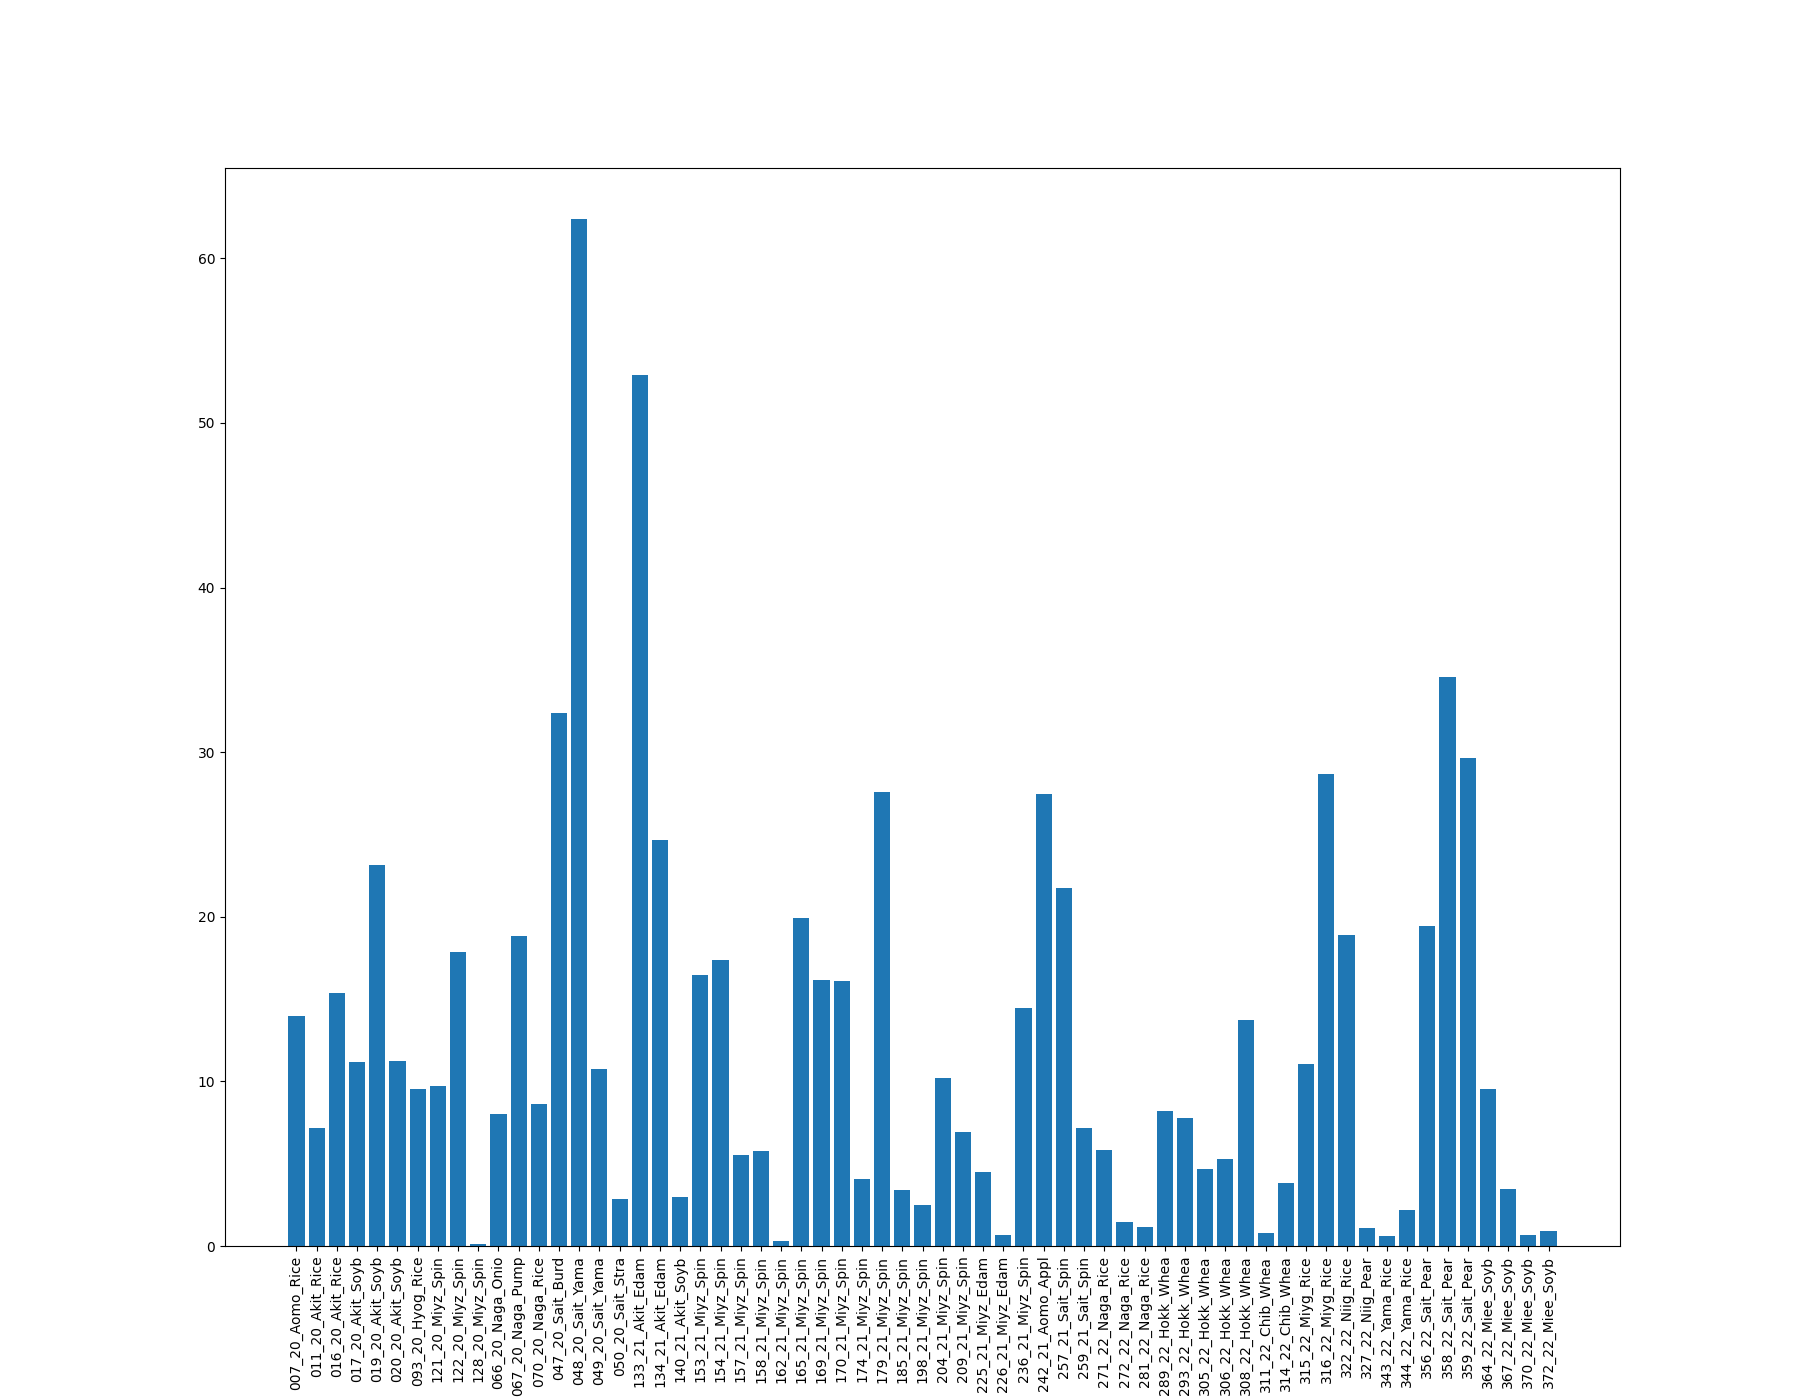 60
50
40
30
20
10
0
007_20_Aomo_Rice
011_20_Akit_Rice
016_20_Akit_Rice
017_20_Akit_Soyb
019_20_Akit_Soyb
020_20_Akit_Soyb
093_20_Hyog_Rice
121_20_Miyz_Spin
122_20_Miyz_Spin
128_20_Miyz_Spin
066_20_Naga_Onio
067_20_Naga_Pump
070_20_Naga_Rice
047_20_Sait_Burd
048_20_Sait_Yama
049_20_Sait_Yama
050_20_Sait_Stra
133_21_Akit_Edam
134_21_Akit_Edam
140_21_Akit_Soyb
153_21_Miyz_Spin
154_21_Miyz_Spin
157_21_Miyz_Spin
158_21_Miyz_Spin
162_21_Miyz_Spin
165_21_Miyz_Spin
169_21_Miyz_Spin
170_21_Miyz_Spin
174_21_Miyz_Spin
179_21_Miyz_Spin
185_21_Miyz_Spin
198_21_Miyz_Spin
204_21_Miyz_Spin
209_21_Miyz_Spin
225_21_Miyz_Edam
226_21_Miyz_Edam
236_21_Miyz_Spin
242_21_Aomo_Appl
257_21_Sait_Spin
259_21_Sait_Spin
271_22_Naga_Rice
272_22_Naga_Rice
281_22_Naga_Rice
289_22_Hokk_Whea
293_22_Hokk_Whea
305_22_Hokk_Whea
306_22_Hokk_Whea
308_22_Hokk_Whea
311_22_Chib_Whea
314_22_Chib_Whea
315_22_Miyg_Rice
316_22_Miyg_Rice
322_22_Niig_Rice
327_22_Niig_Pear
343_22_Yama_Rice
344_22_Yama_Rice
356_22_Sait_Pear
358_22_Sait_Pear
359_22_Sait_Pear
364_22_Miee_Soyb
367_22_Miee_Soyb
370_22_Miee_Soyb
372_22_Miee_Soyb